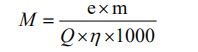 M = e×m / Q×η×1000